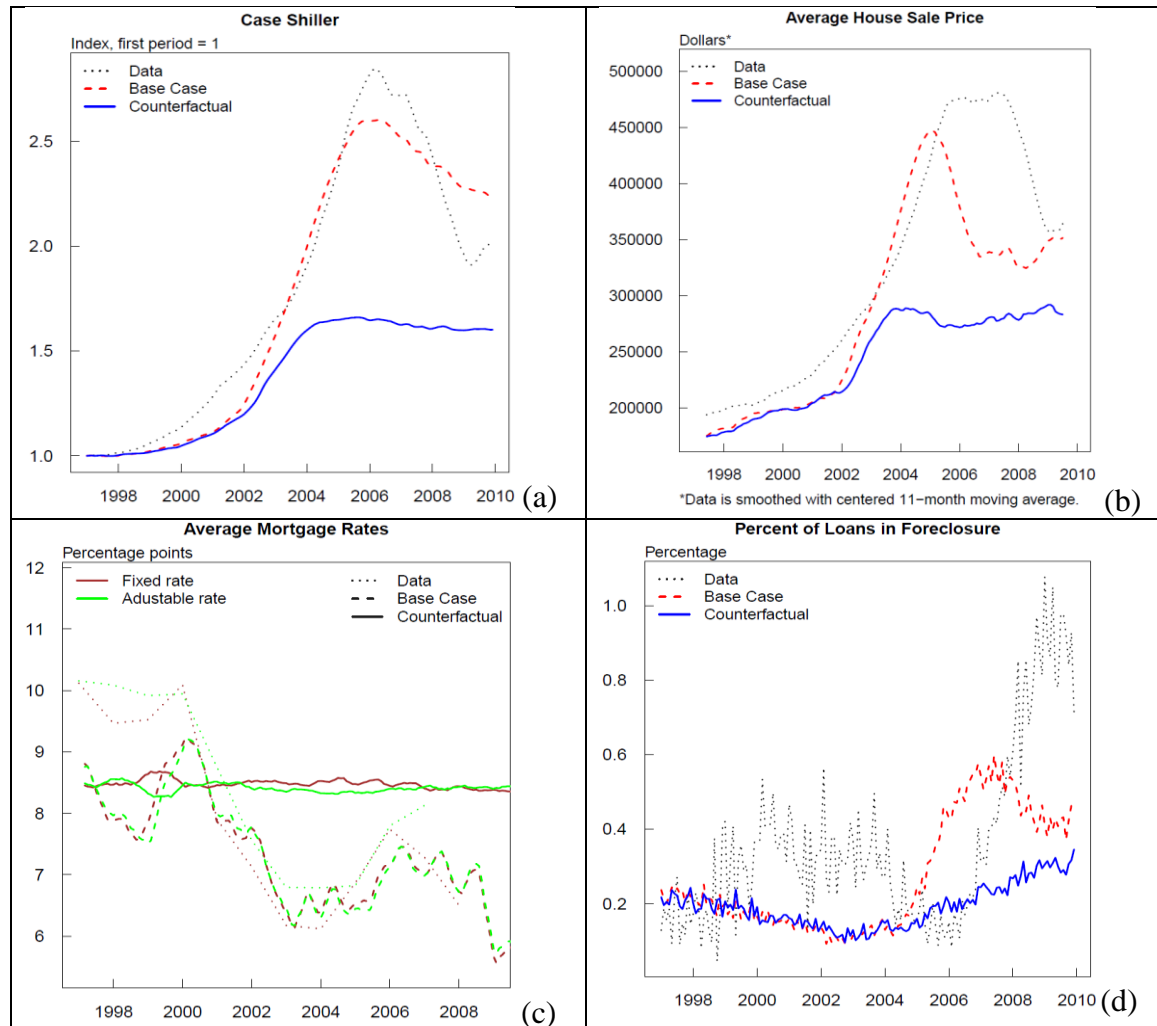 Case Shiller
Index, first period = 1
Data
Base Case
Counterfactual
2.5
2.0
1.5
1.0
1998 2000 2002 2004 2006 2008 2010
(a)
Average House Sale Price
Dollars*
500000
Data
Base Case
Counterfactual
450000
400000
350000
300000
250000
200000
1998 2000 2002 2004 2006 2008 2010
*Data is smoothed with centered 11−month moving average.
(b)
Average Mortgage Rates
Percentage points
12
Fixed rate
Adustable rate
Data
Base Case
Counterfactual
11
10
9
8
7
6
1998 2000 2002 2004 2006 2008
(c)
Percent of Loans in Foreclosure
Percentage
Data
Base Case
Counterfactual
1.0
0.8
0.6
0.4
0.2
1998 2000 2002 2004 2006 2008 2010
(d)